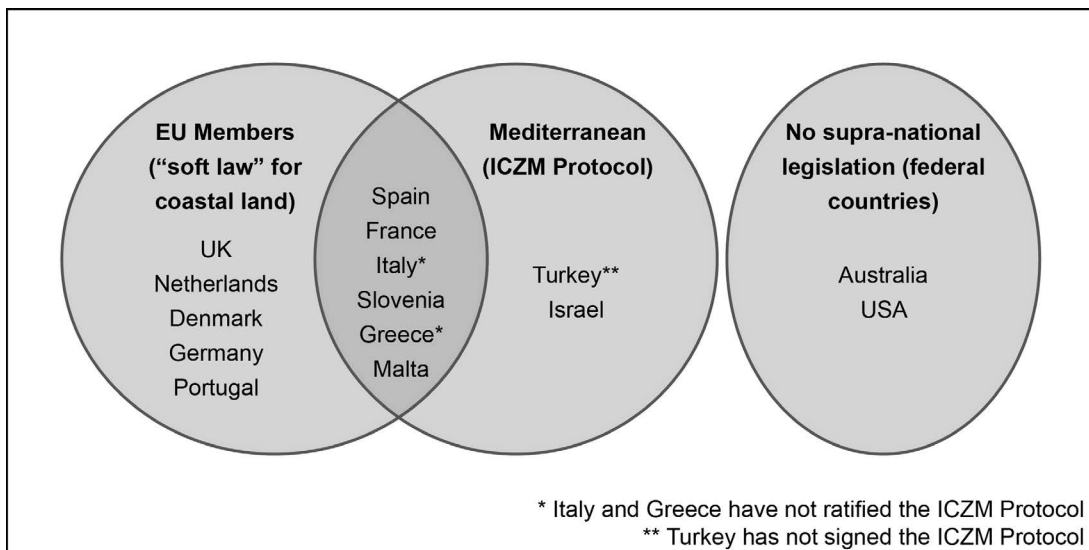 EU Members
(“soft law” for
coastal land)
UK
Netherlands
Denmark
Germany
Portugal
Spain
France
Italy*
Slovenia
Greece*
Malta
Mediterranean
(ICZM Protocol)
Turkey**
Israel
No supra-national
legislation (federal
countries)
Australia
USA
* Italy and Greece have not ratified the ICZM Protocol
** Turkey has not signed the ICZM Protocol